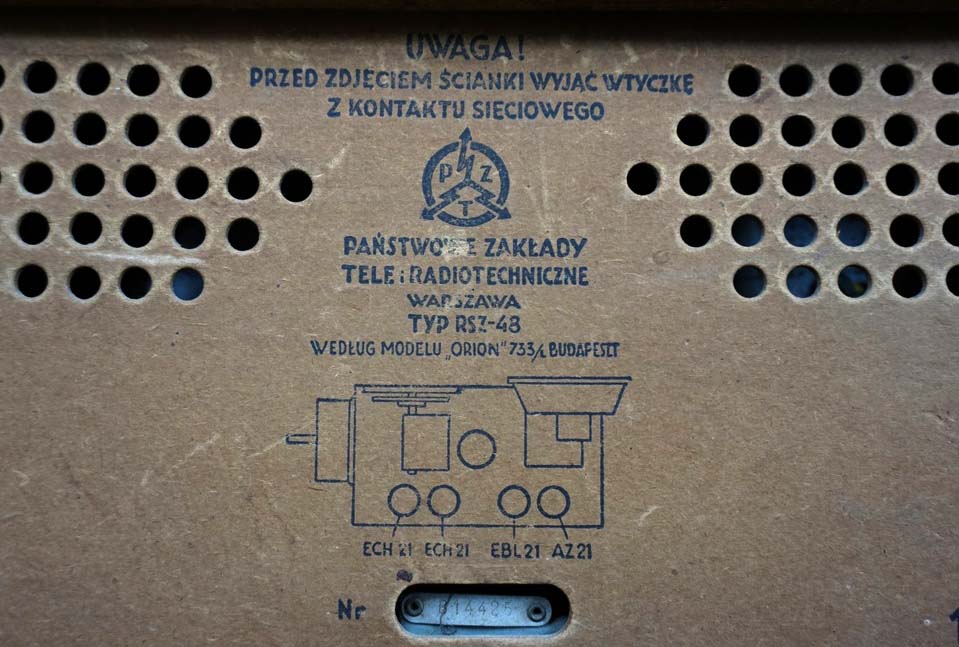 UWAGA!
PRZED ZDJĘCIEM ŚCIANKI WYJĄĆ WTYCZKĘ
Z KONTAKTU SIECIOWEGO
P Z
T
PAŃSTWOWE ZAKŁADY
TELE i RADIOTECHNICZNE
WARSZAWA
TYP RSZ-48
WEDŁUG MODELU „ORION" 733/L BUDAPESZT
ECH 21 ECH 21 EBL 21 AZ 21
Nr B14425